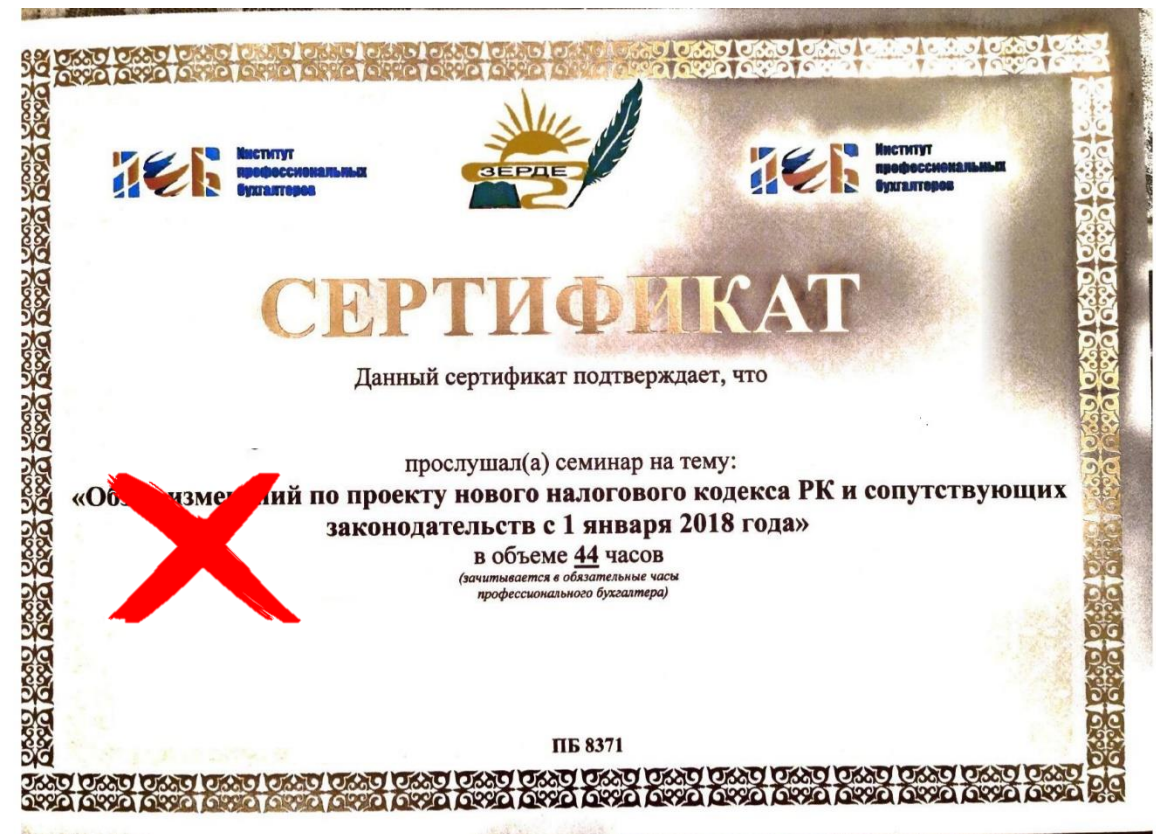 Институт
профессиональных
бухгалтеров
ЗЕРДЕ
Институт
профессиональных
бухгалтеров
СЕРТИФИКАТ
Данный сертификат подтверждает, что
прослушал(а) семинар на тему:
по проекту нового налогового кодекса РК и сопутствующих
законодательств с 1 января 2018 года»
в объеме 44 часов
(зачитывается в обязательные часы
профессионального бухгалтера)
ПБ 8371